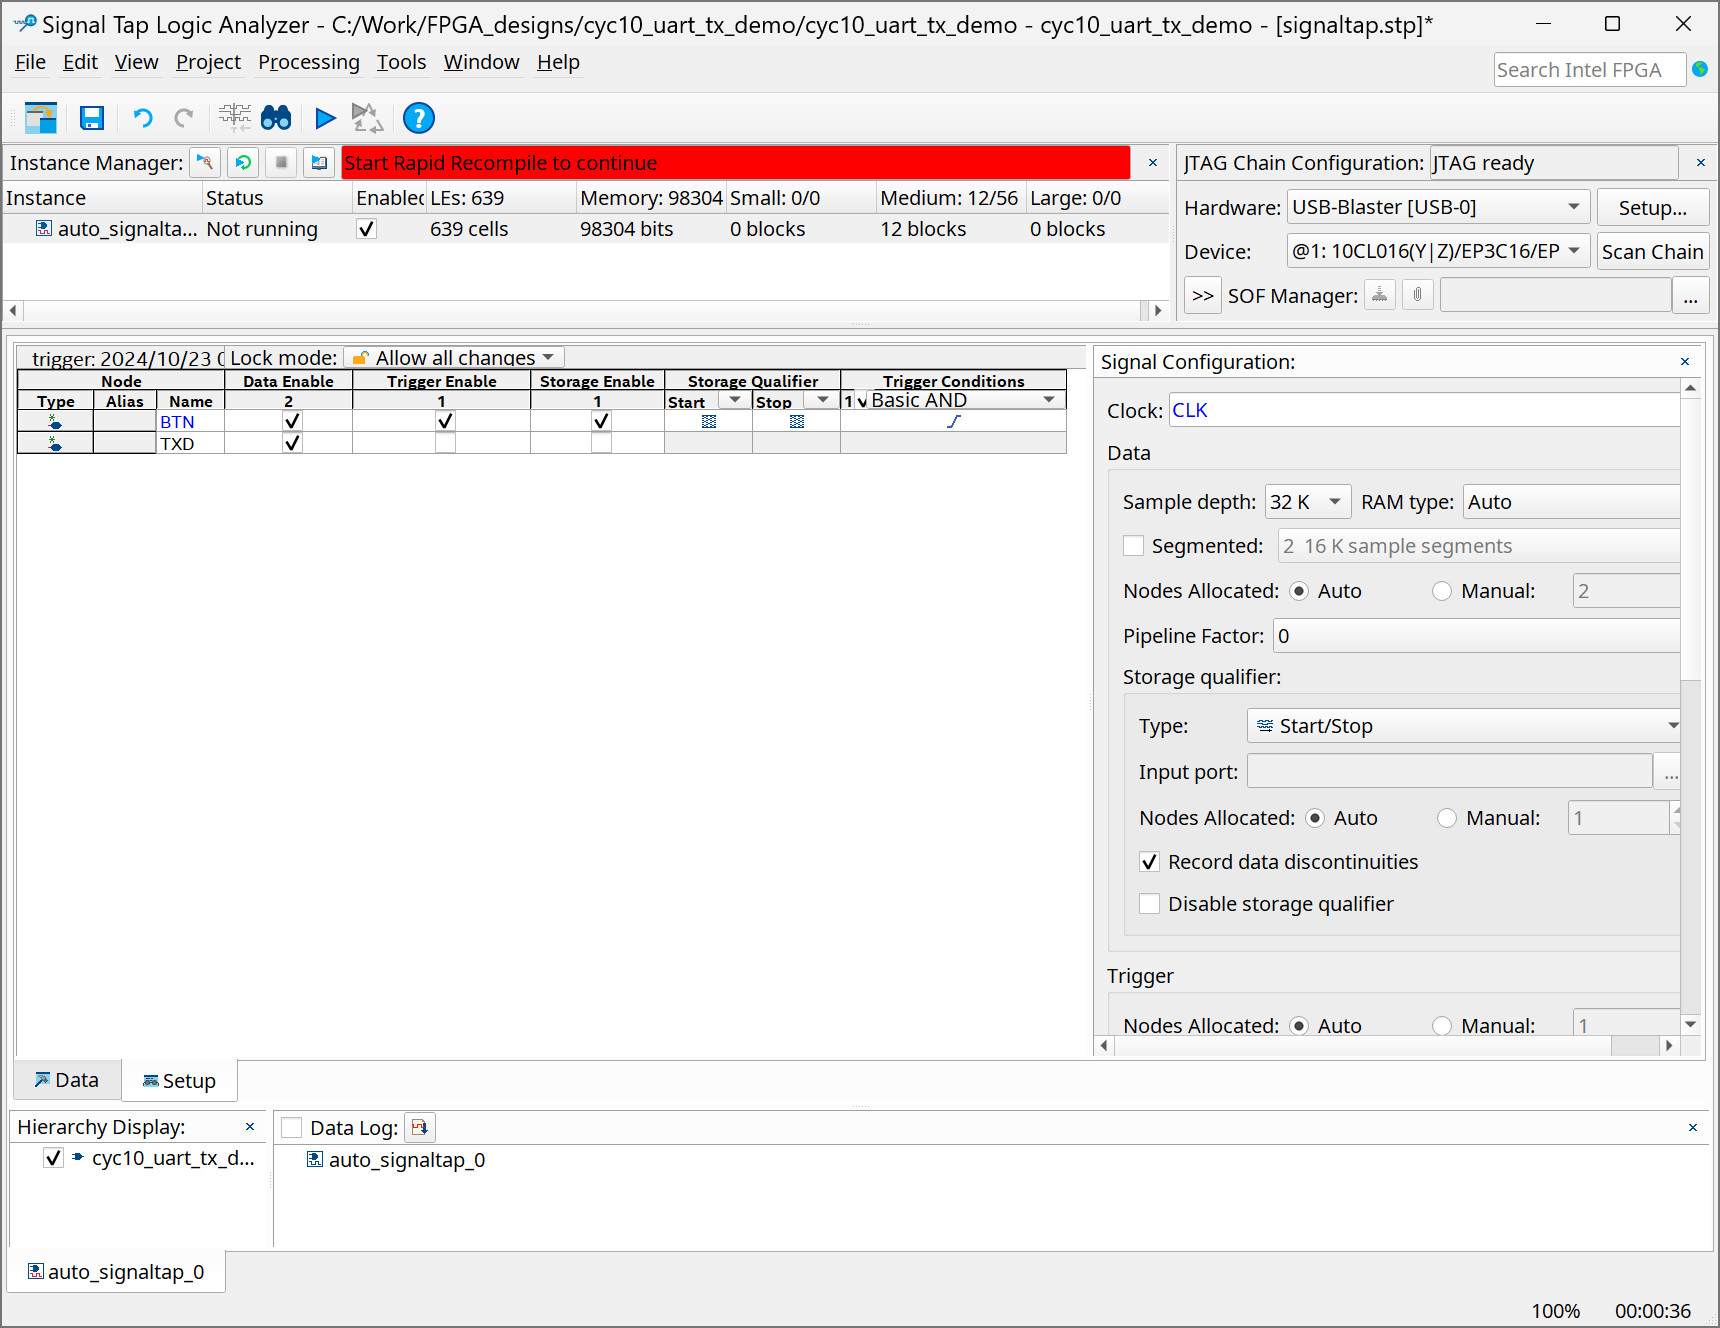 Signal Tap Logic Analyzer - C:/Work/FPGA_designs/cyc10_uart_tx_demo/cyc10_uart_tx_demo - cyc10_uart_tx_demo - [signaltap.stp]*
File Edit View Project Processing Tools Window Help
Search Intel FPGA
Instance Manager: Start Rapid Recompile to continue
Instance Status Enabled LEs: 639 Memory: 98304 Small: 0/0 Medium: 12/56 Large: 0/0
auto_signalta... Not running 639 cells 98304 bits 0 blocks 12 blocks 0 blocks
JTAG Chain Configuration: JTAG ready
Hardware: USB-Blaster [USB-0] Setup...
Device: @1: 10CL016(Y|Z)/EP3C16/EP Scan Chain
>> SOF Manager: ...
trigger: 2024/10/23 0 Lock mode: Allow all changes
Node Data Enable Trigger Enable Storage Enable Storage Qualifier Trigger Conditions
Type Alias Name 2 1 1 Start Stop 1 Basic AND
BTN
TXD
Signal Configuration:
Clock: CLK
Data
Sample depth: 32 K RAM type: Auto
Segmented: 2 16 K sample segments
Nodes Allocated: Auto Manual: 2
Pipeline Factor: 0
Storage qualifier:
Type: Start/Stop
Input port: ...
Nodes Allocated: Auto Manual: 1
Record data discontinuities
Disable storage qualifier
Trigger
Nodes Allocated: Auto Manual: 1
Data Setup
Hierarchy Display:
cyc10_uart_tx_d...
Data Log:
auto_signaltap_0
auto_signaltap_0
100% 00:00:36